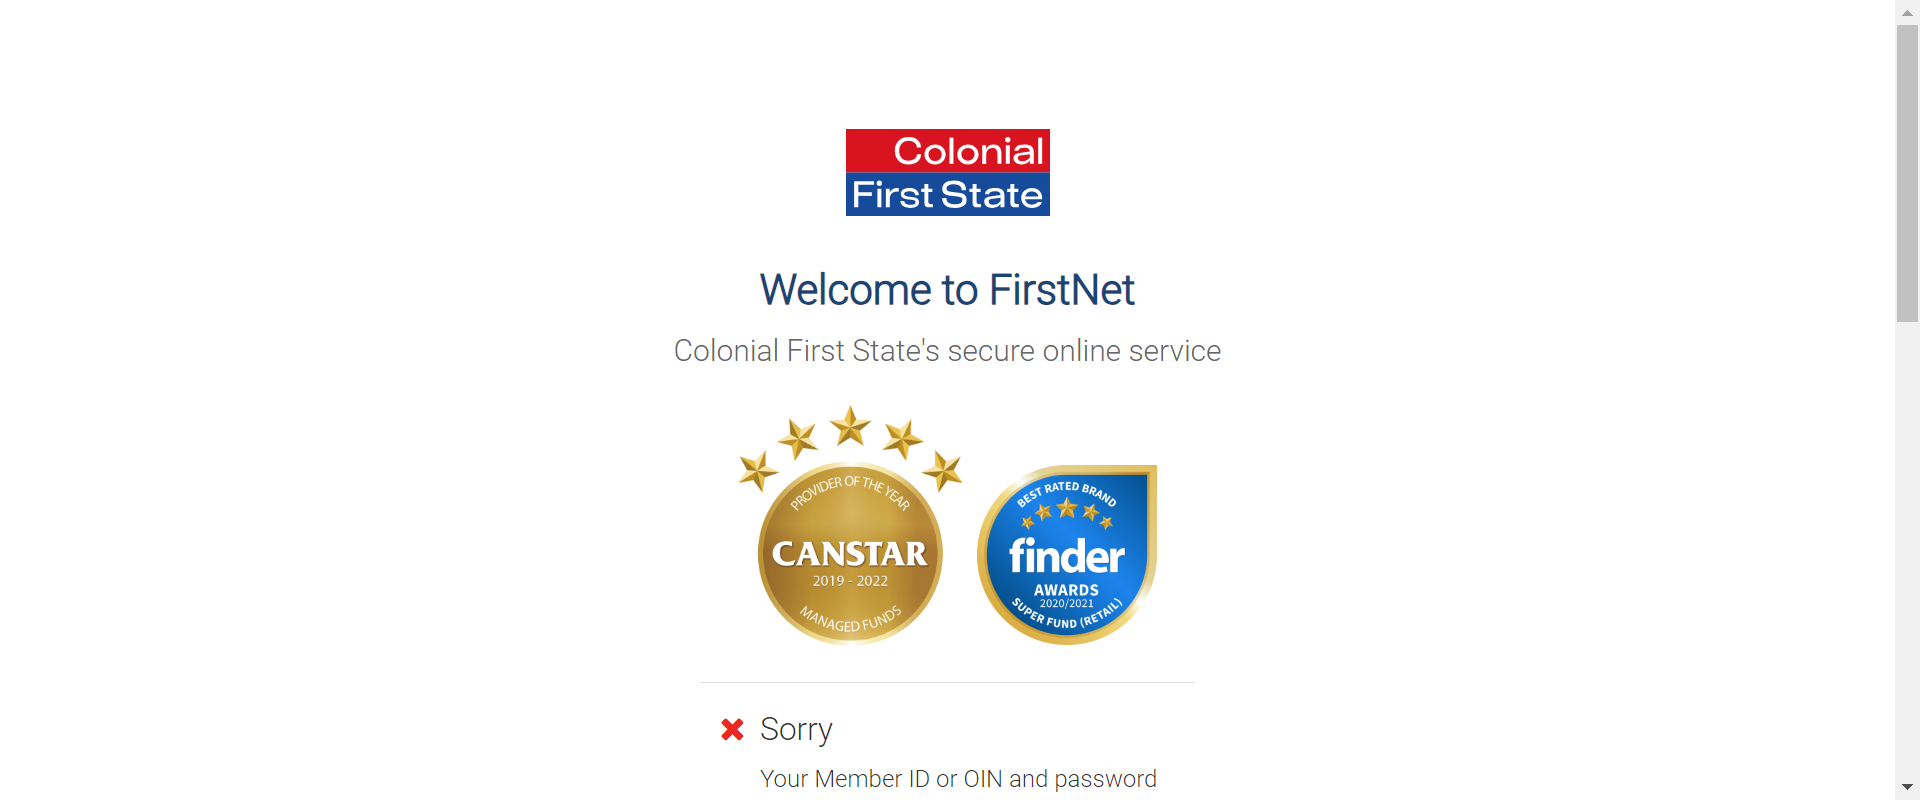 Colonial
First State
Welcome to FirstNet
Colonial First State's secure online service
PROVIDER OF THE YEAR
CANSTAR
2019 - 2022
MANAGED FUNDS
BEST RATED BRAND
finder
AWARDS
2020/2021
SUPER FUND (RETAIL)
Sorry
Your Member ID or OIN and password